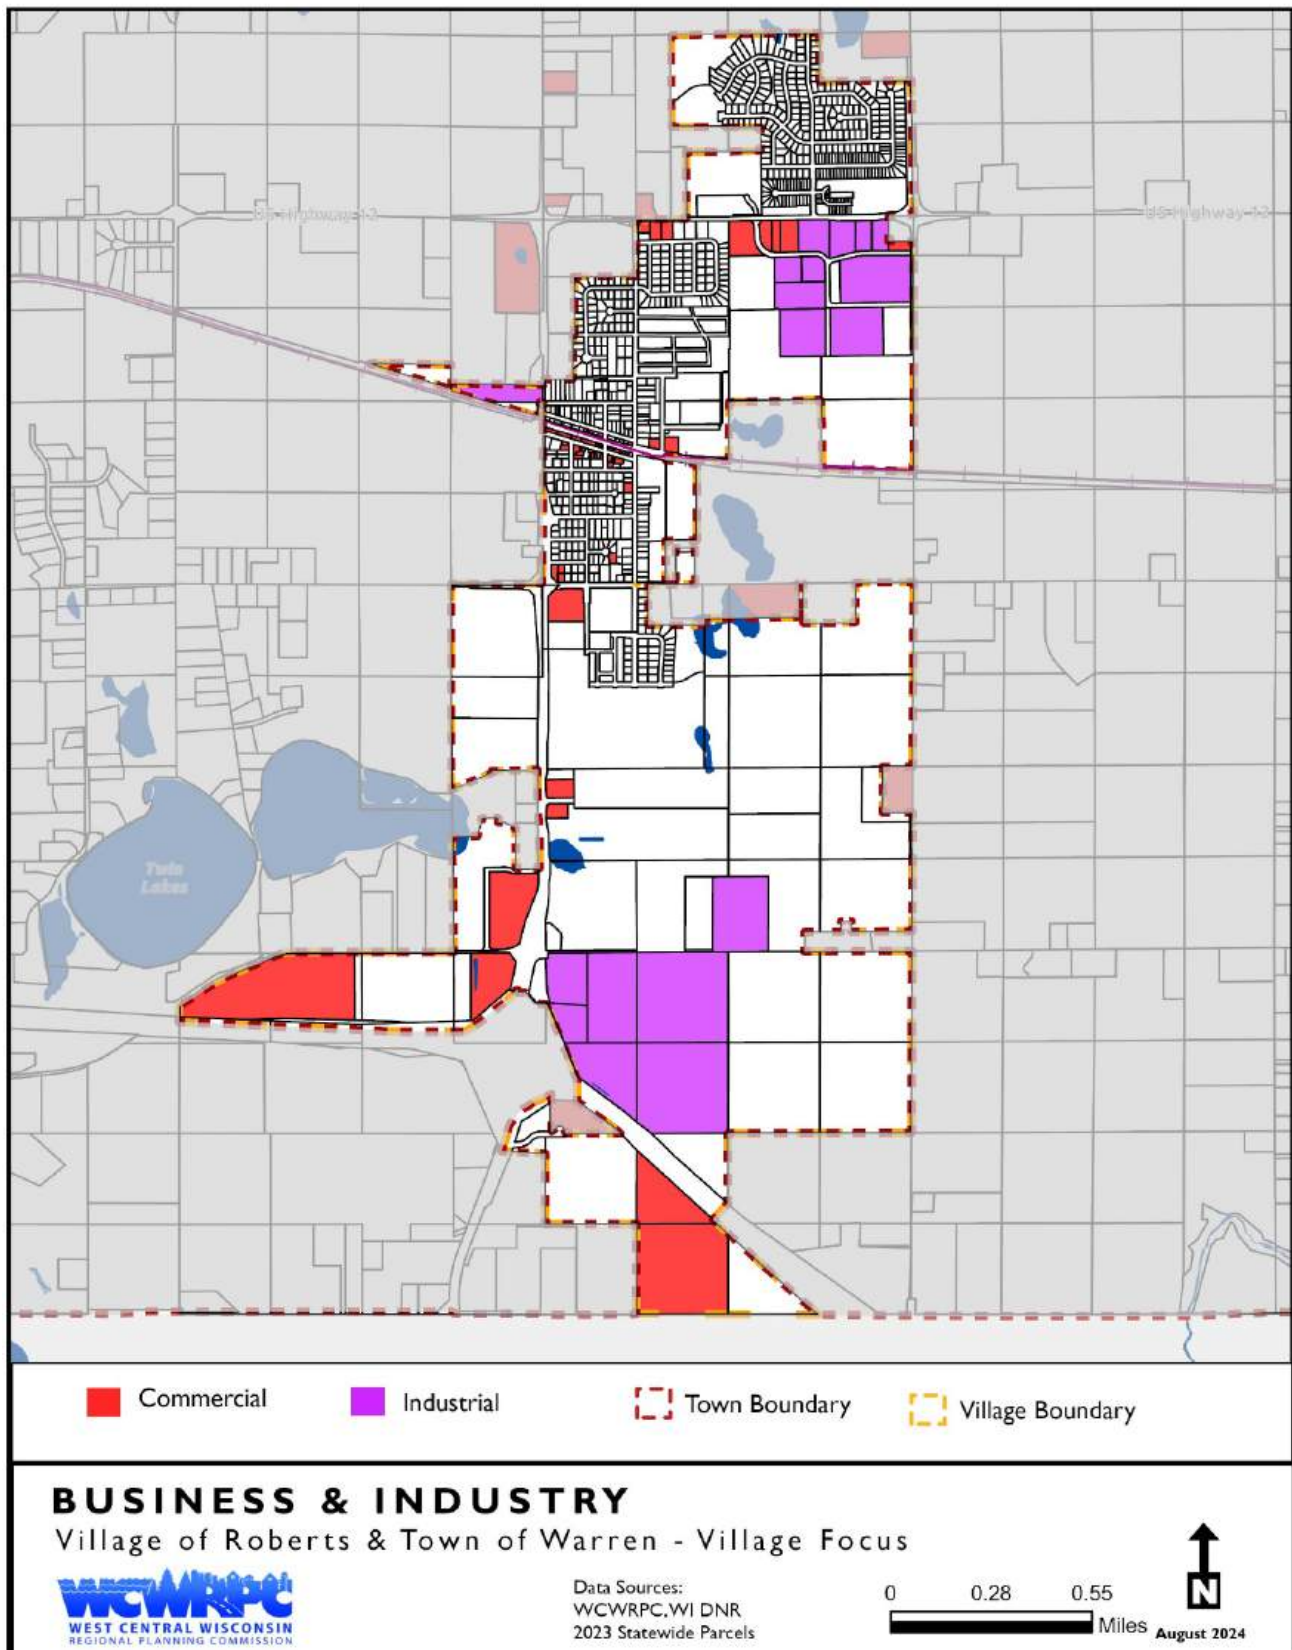 US Highway 12
US Highway 12
Twin
Lakes
Commercial
Industrial
Town Boundary
Village Boundary
BUSINESS & INDUSTRY
Village of Roberts & Town of Warren - Village Focus
WCWRPC
WEST CENTRAL WISCONSIN
REGIONAL PLANNING COMMISSION
Data Sources:
WCWRPC,WI DNR
2023 Statewide Parcels
0 0.28 0.55
Miles
N
August 2024